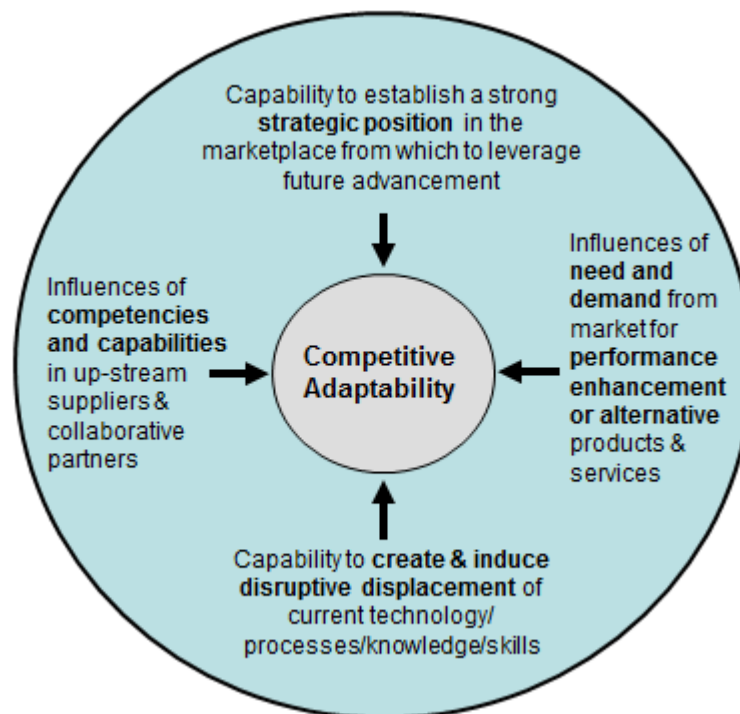 Capability to establish a strong
strategic position in the
marketplace from which to leverage
future advancement
Influences of
competencies
and capabilities
in up-stream
suppliers &
collaborative
partners
Competitive
Adaptability
Influences of
need and
demand from
market for
performance
enhancement
or alternative
products &
services
Capability to create & induce
disruptive displacement of
current technology/
processes/knowledge/skills